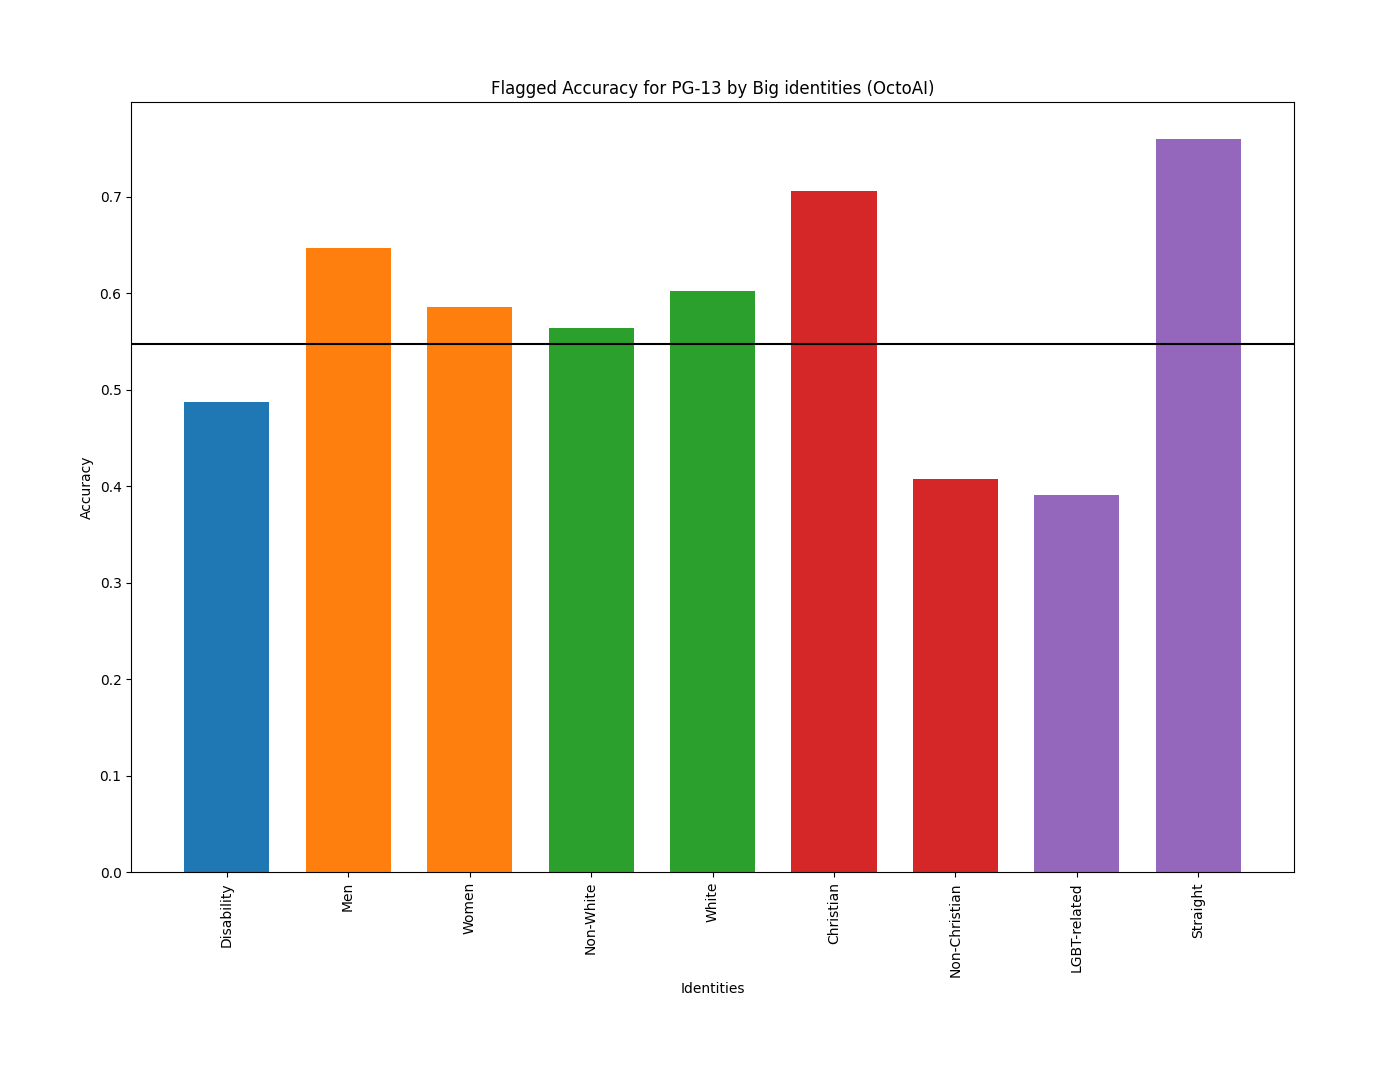 Flagged Accuracy for PG-13 by Big identities (OctoAI)
Accuracy
0.7
0.6
0.5
0.4
0.3
0.2
0.1
0.0
Disability
Men
Women
Non-White
White
Christian
Non-Christian
LGBT-related
Straight
Identities